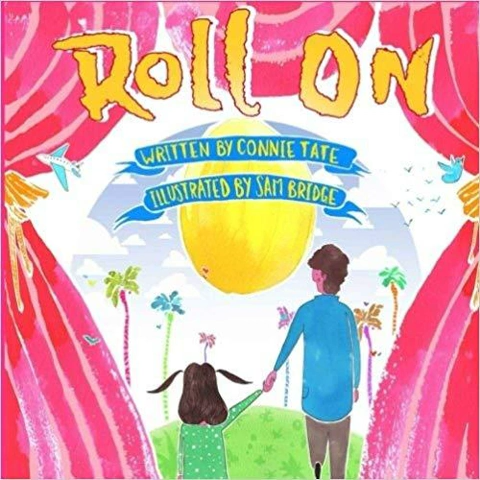 ROLL ON
WRITTEN BY CONNIE TATE
ILLUSTRATED BY SAM BRIDGE